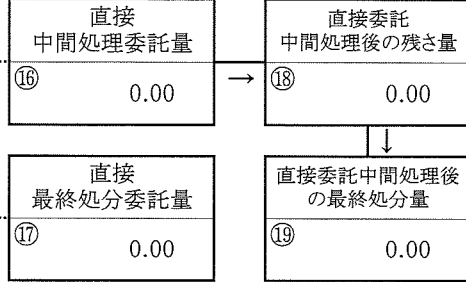 直接
中間処理委託量
⑯
0.00
→
直接委託
中間処理後の残さ量
⑱
0.00
↓
直接
最終処分委託量
⑰
0.00
直接委託中間処理後
の最終処分量
⑲
0.00